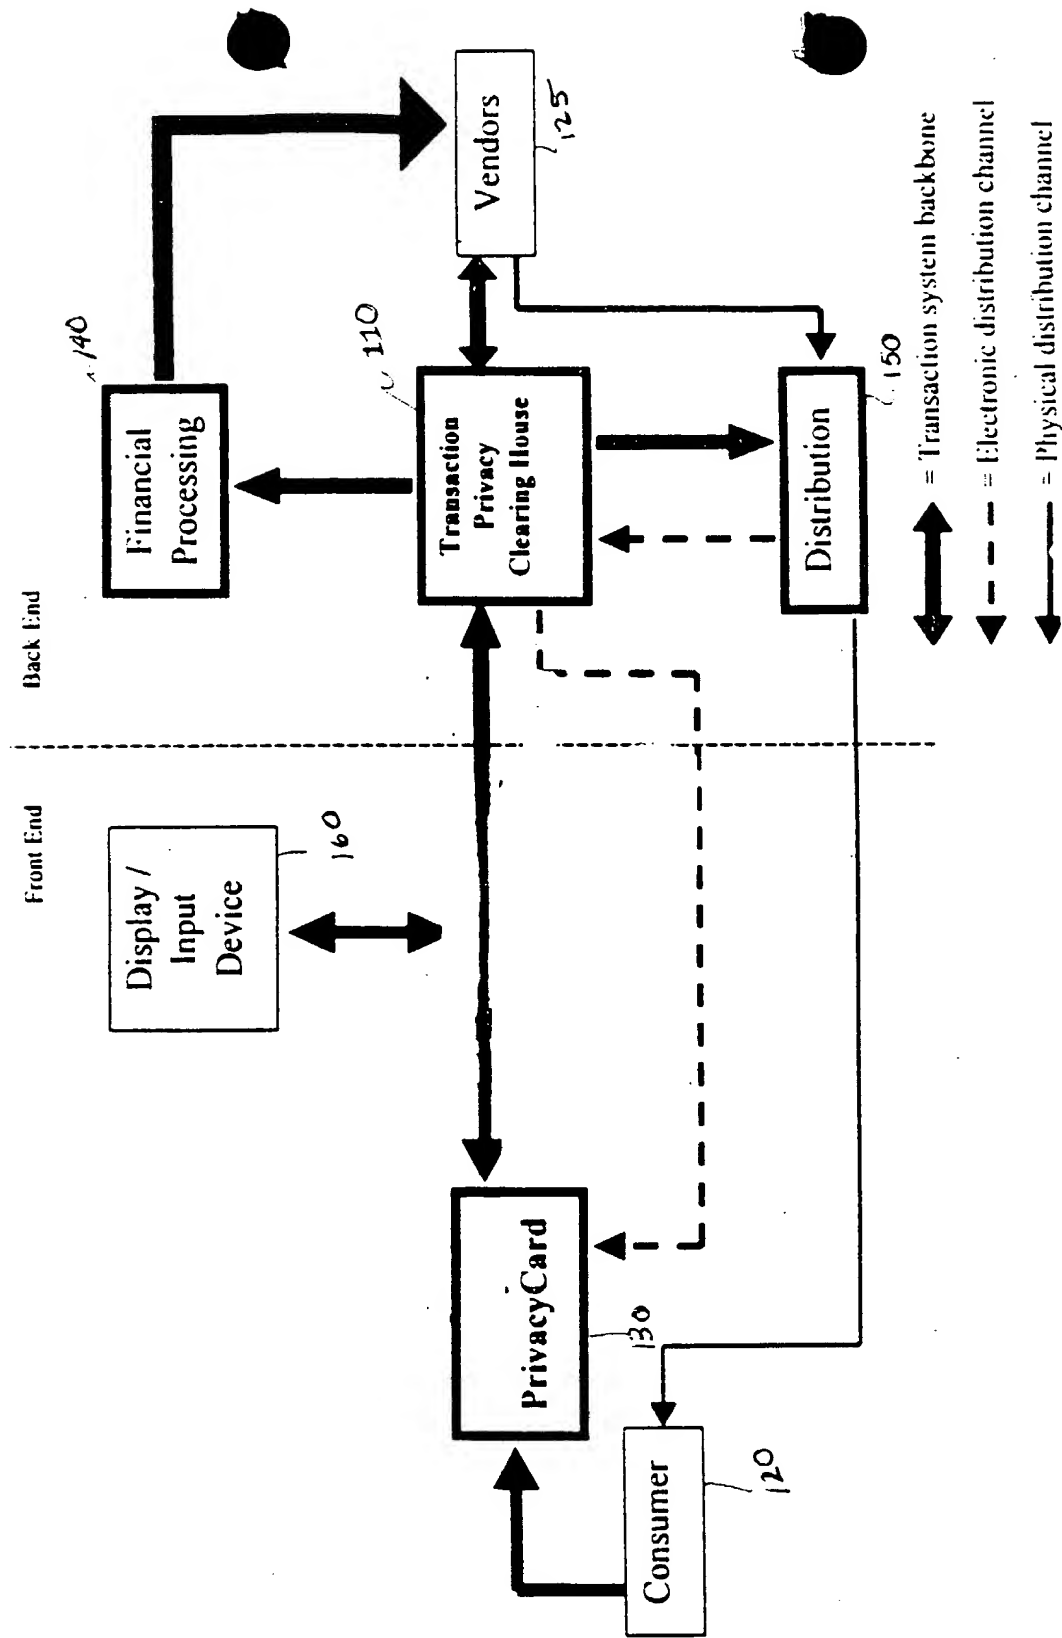 Front End
Back End
Display /
Input
Device
160
Financial
Processing
140
PrivacyCard
130
Transaction
Privacy
Clearing House
110
Vendors
125
Consumer
120
Distribution
150
= Transaction system backbone
= Electronic distribution channel
= Physical distribution channel